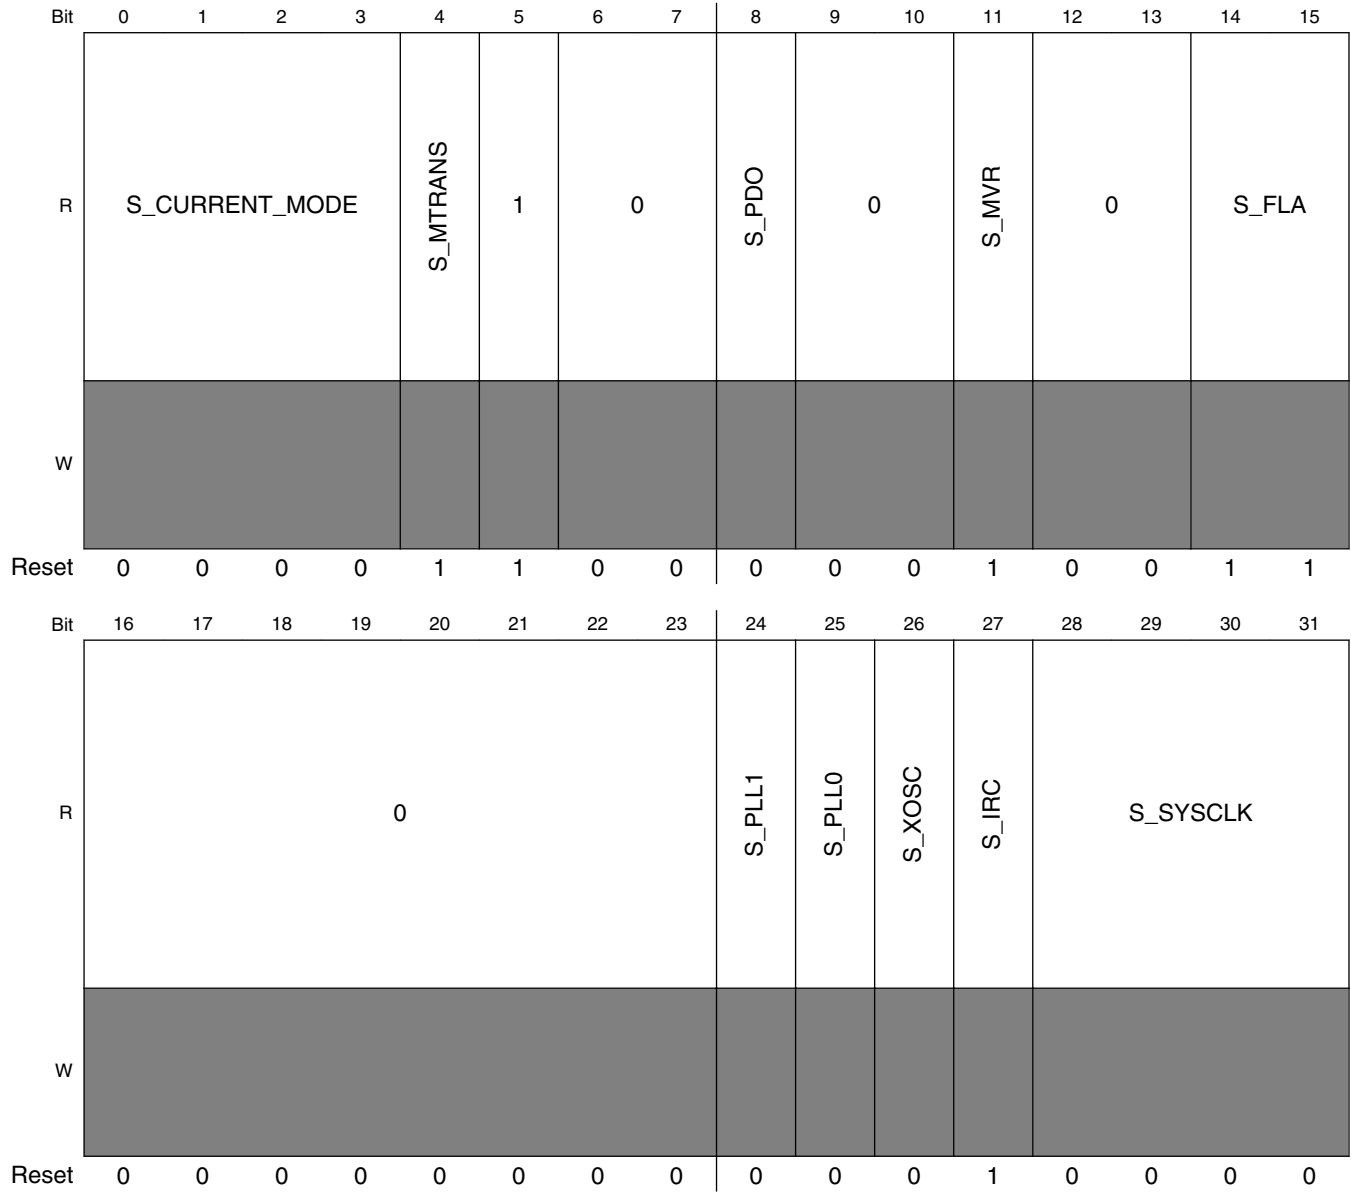 Bit 0 1 2 3 4 5 6 7 8 9 10 11 12 13 14 15
R S_CURRENT_MODE S_MTRANS 1 0 S_PDO 0 S_MVR 0 S_FLA
W
Reset 0 0 0 0 1 1 0 0 0 0 0 1 0 0 1 1
Bit 16 17 18 19 20 21 22 23 24 25 26 27 28 29 30 31
R 0 S_PLL1 S_PLL0 S_XOSC S_IRC S_SYSCLK
W
Reset 0 0 0 0 0 0 0 0 0 0 0 1 0 0 0 0